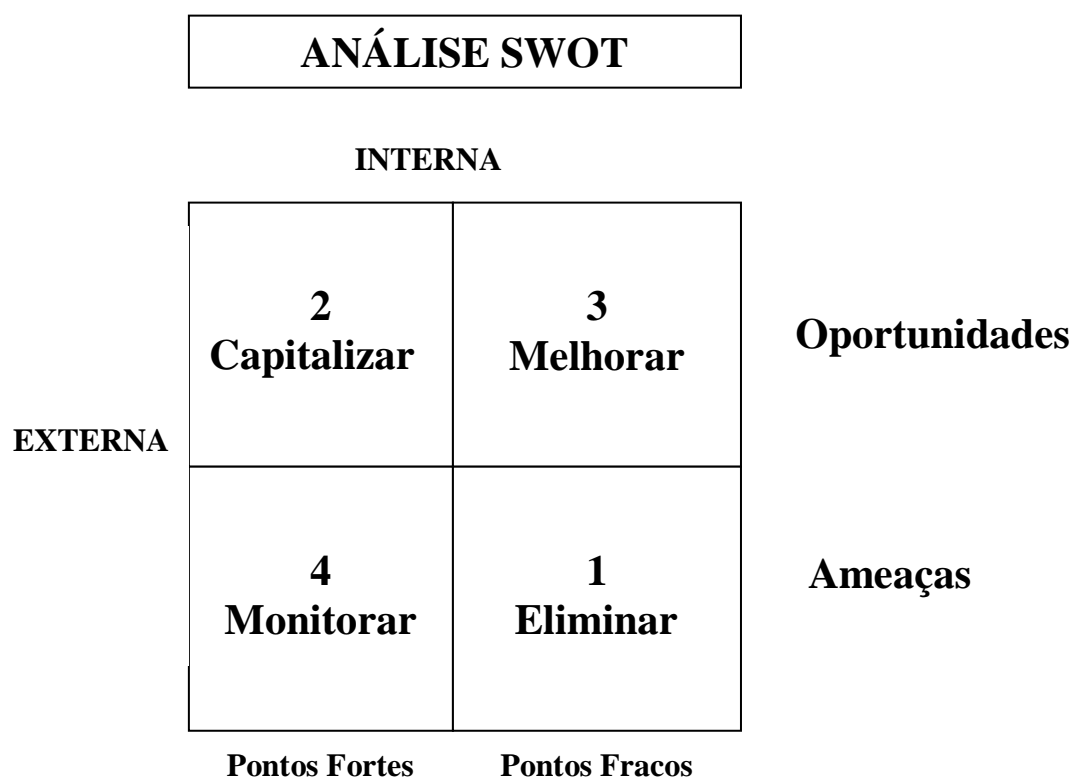 ANÁLISE SWOT
INTERNA
2
Capitalizar
3
Melhorar
Oportunidades
EXTERNA
4
Monitorar
1
Eliminar
Ameaças
Pontos Fortes
Pontos Fracos